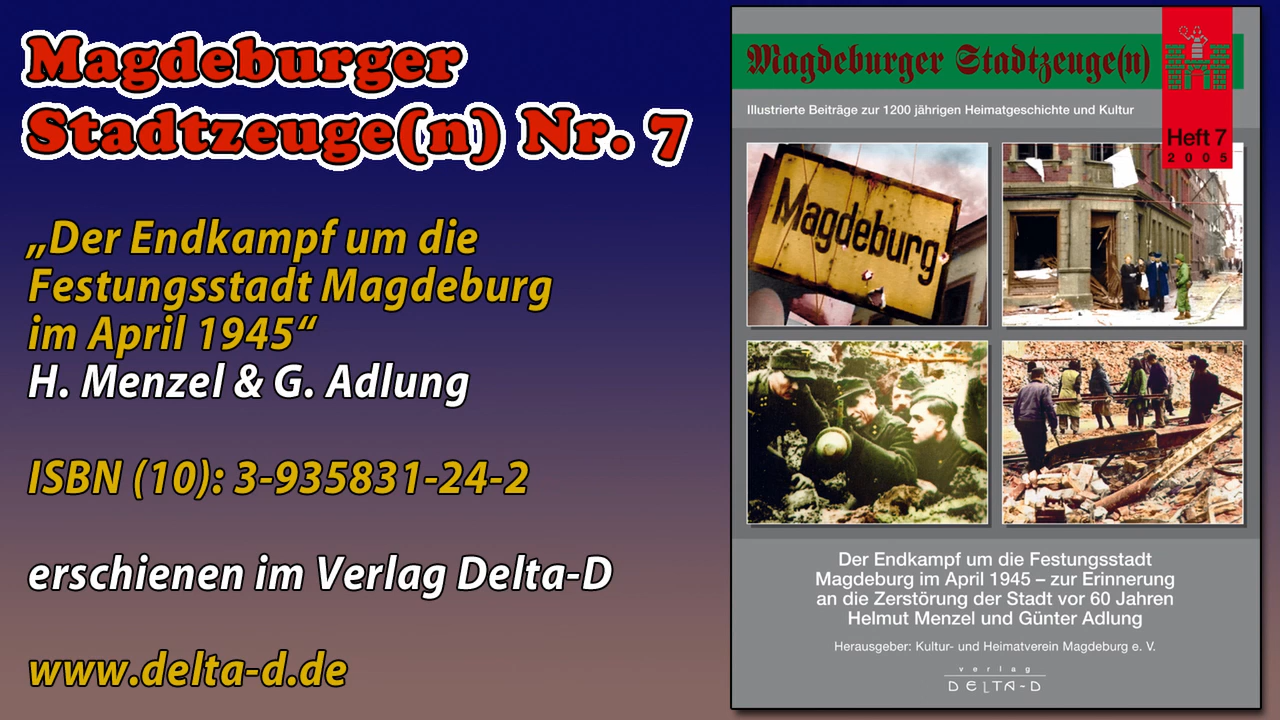 Magdeburger
Stadtzeuge(n) Nr. 7
„Der Endkampf um die
Festungsstadt Magdeburg
im April 1945“
H. Menzel & G. Adlung
ISBN (10): 3-935831-24-2
erschienen im Verlag Delta-D
www.delta-d.de
Magdeburger Stadtzeuge(n)
Illustrierte Beiträge zur 1200 jährigen Heimatgeschichte und Kultur
Heft 7
2005
Magdeburg
Der Endkampf um die Festungsstadt
Magdeburg im April 1945 – zur Erinnerung
an die Zerstörung der Stadt vor 60 Jahren
Helmut Menzel und Günter Adlung
Herausgeber: Kultur- und Heimatverein Magdeburg e. V.
verlag
DELTA-D